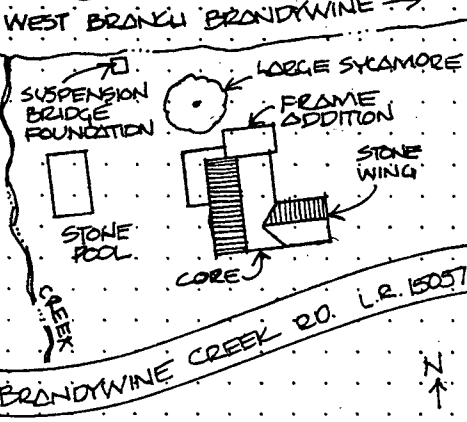 WEST BRANCH BRANDYWINE
LARGE SYCAMORE
SUSPENSION
BRIDGE
FOUNDATION
FRAME
ADDITION
STONE
WING
STONE
POOL
CORE
CREEK
BRANDYWINE CREEK RD. L.R. 15057
N